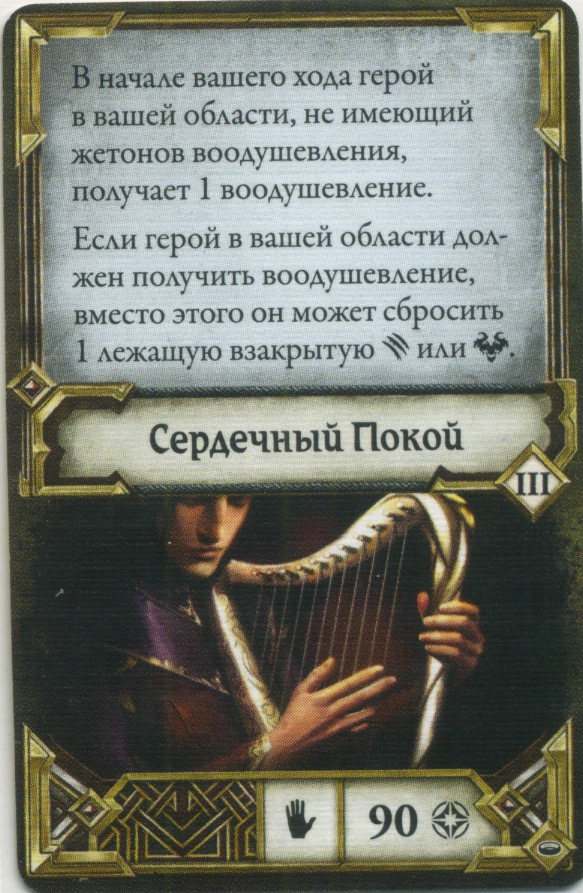 В начале вашего хода герой
в вашей области, не имеющий
жетонов воодушевления,
получает 1 воодушевление.
Если герой в вашей области дол-
жен получить воодушевление,
вместо этого он может сбросить
1 лежащую взакрытую или .
Сердечный Покой
III
90